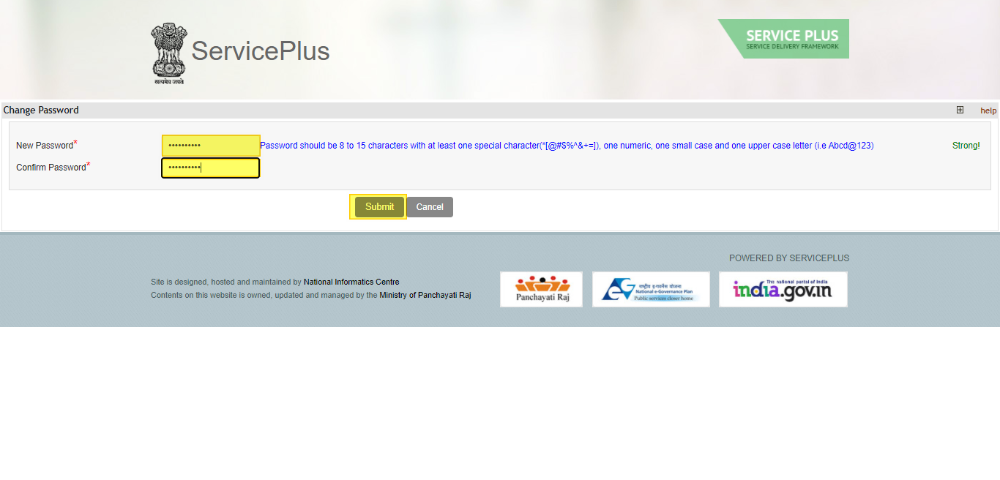 सत्यमेव जयते
ServicePlus
SERVICE PLUS
SERVICE DELIVERY FRAMEWORK
Change Password
help
New Password*
••••••••••
Password should be 8 to 15 characters with at least one special character(*[@#$%^&+=]), one numeric, one small case and one upper case letter (i.e Abcd@123)
Strong!
Confirm Password*
••••••••••
Submit
Cancel
POWERED BY SERVICEPLUS
Site is designed, hosted and maintained by National Informatics Centre
Contents on this website is owned, updated and managed by the Ministry of Panchayati Raj
Panchayati Raj
राष्ट्रीय ई-गवर्नेंस योजना
National e-Governance Plan
Public services closer home
The national portal of India
india.gov.in